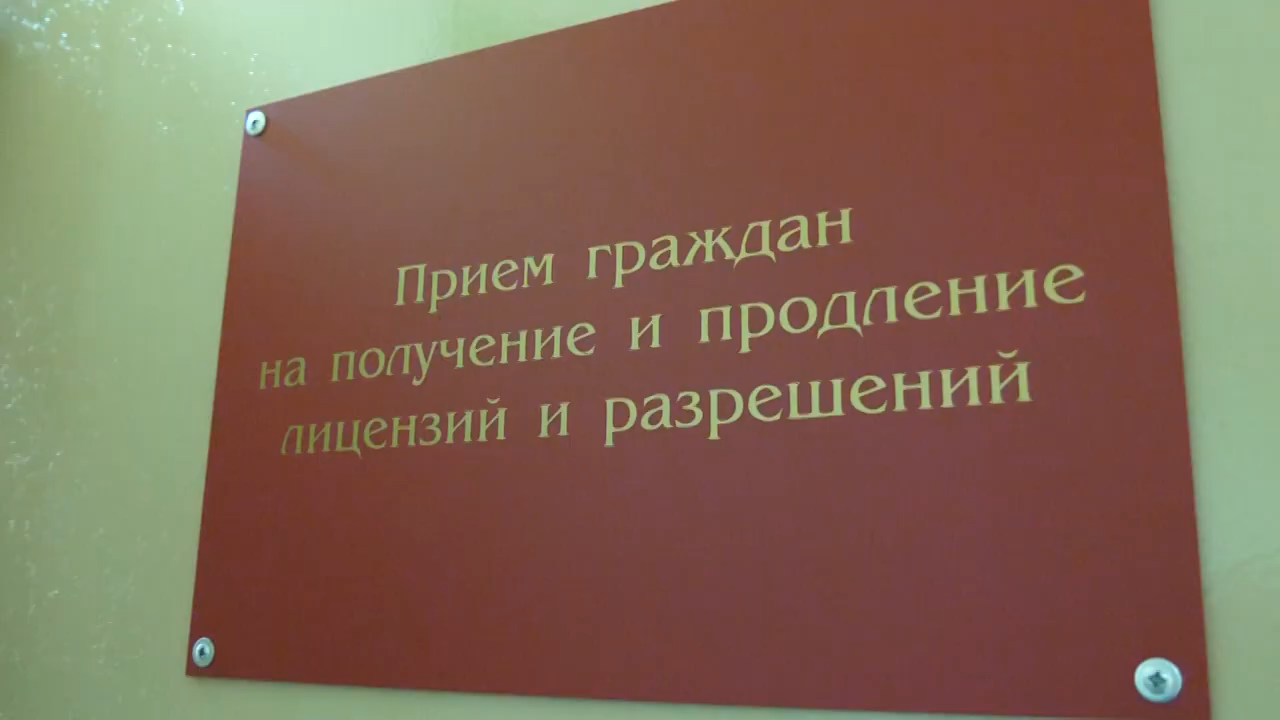 Прием граждан
на получение и продление
лицензий и разрешений